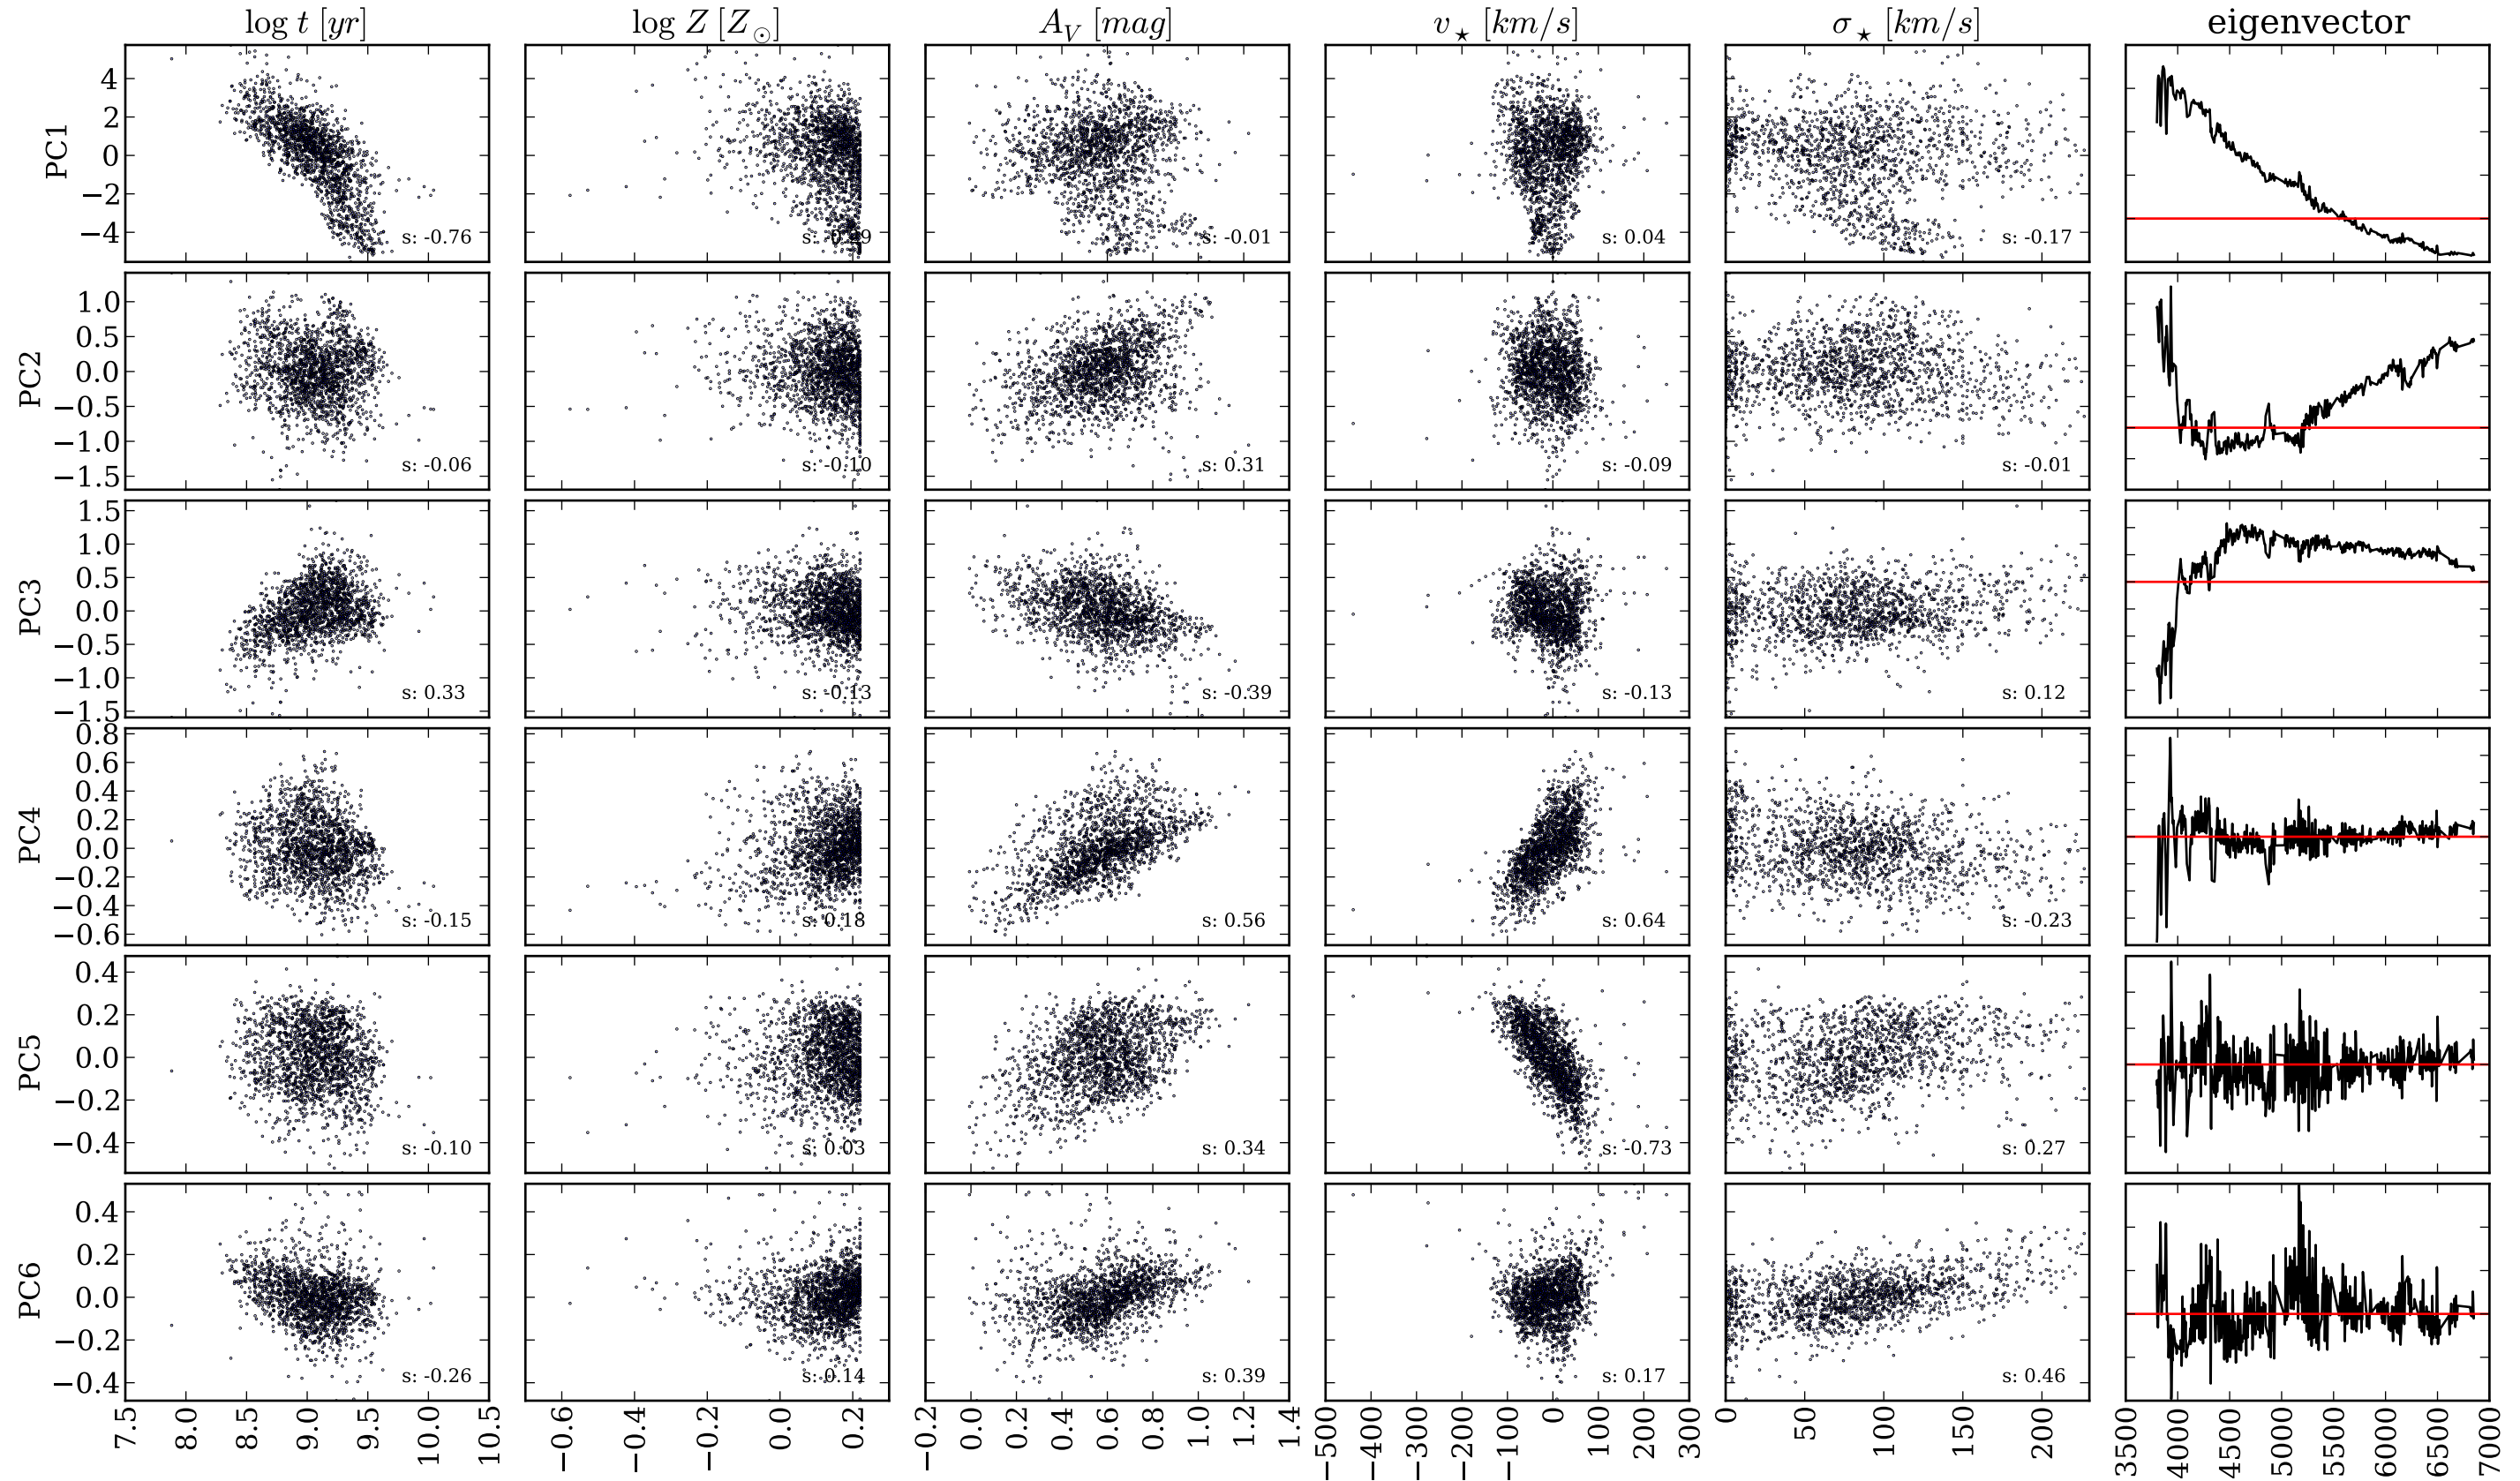 log t [yr] log Z [Z⊙] A_V [mag] v⋆ [km/s] σ⋆ [km/s] eigenvector
PC1
4
2
0
−2
−4
s: -0.76 s: -0.01 s: 0.04 s: -0.17
PC2
1.0
0.5
0.0
−0.5
−1.0
−1.5
s: -0.06 s: -0.10 s: 0.31 s: -0.09 s: -0.01
PC3
1.5
1.0
0.5
0.0
−0.5
−1.0
−1.5
s: 0.33 s: -0.13 s: -0.39 s: -0.13 s: 0.12
PC4
0.8
0.6
0.4
0.2
0.0
−0.2
−0.4
−0.6
s: -0.15 s: 0.18 s: 0.56 s: 0.64 s: -0.23
PC5
0.4
0.2
0.0
−0.2
−0.4
s: -0.10 s: 0.03 s: 0.34 s: -0.73 s: 0.27
PC6
0.4
0.2
0.0
−0.2
−0.4
s: -0.26 s: 0.14 s: 0.39 s: 0.17 s: 0.46
7.5 8.0 8.5 9.0 9.5 10.0 10.5 −0.6 −0.4 −0.2 0.0 0.2 −0.2 0.0 0.2 0.4 0.6 0.8 1.0 1.2 1.4 −500 −400 −300 −200 −100 0 100 200 300 0 50 100 150 200 3500 4000 4500 5000 5500 6000 6500 7000